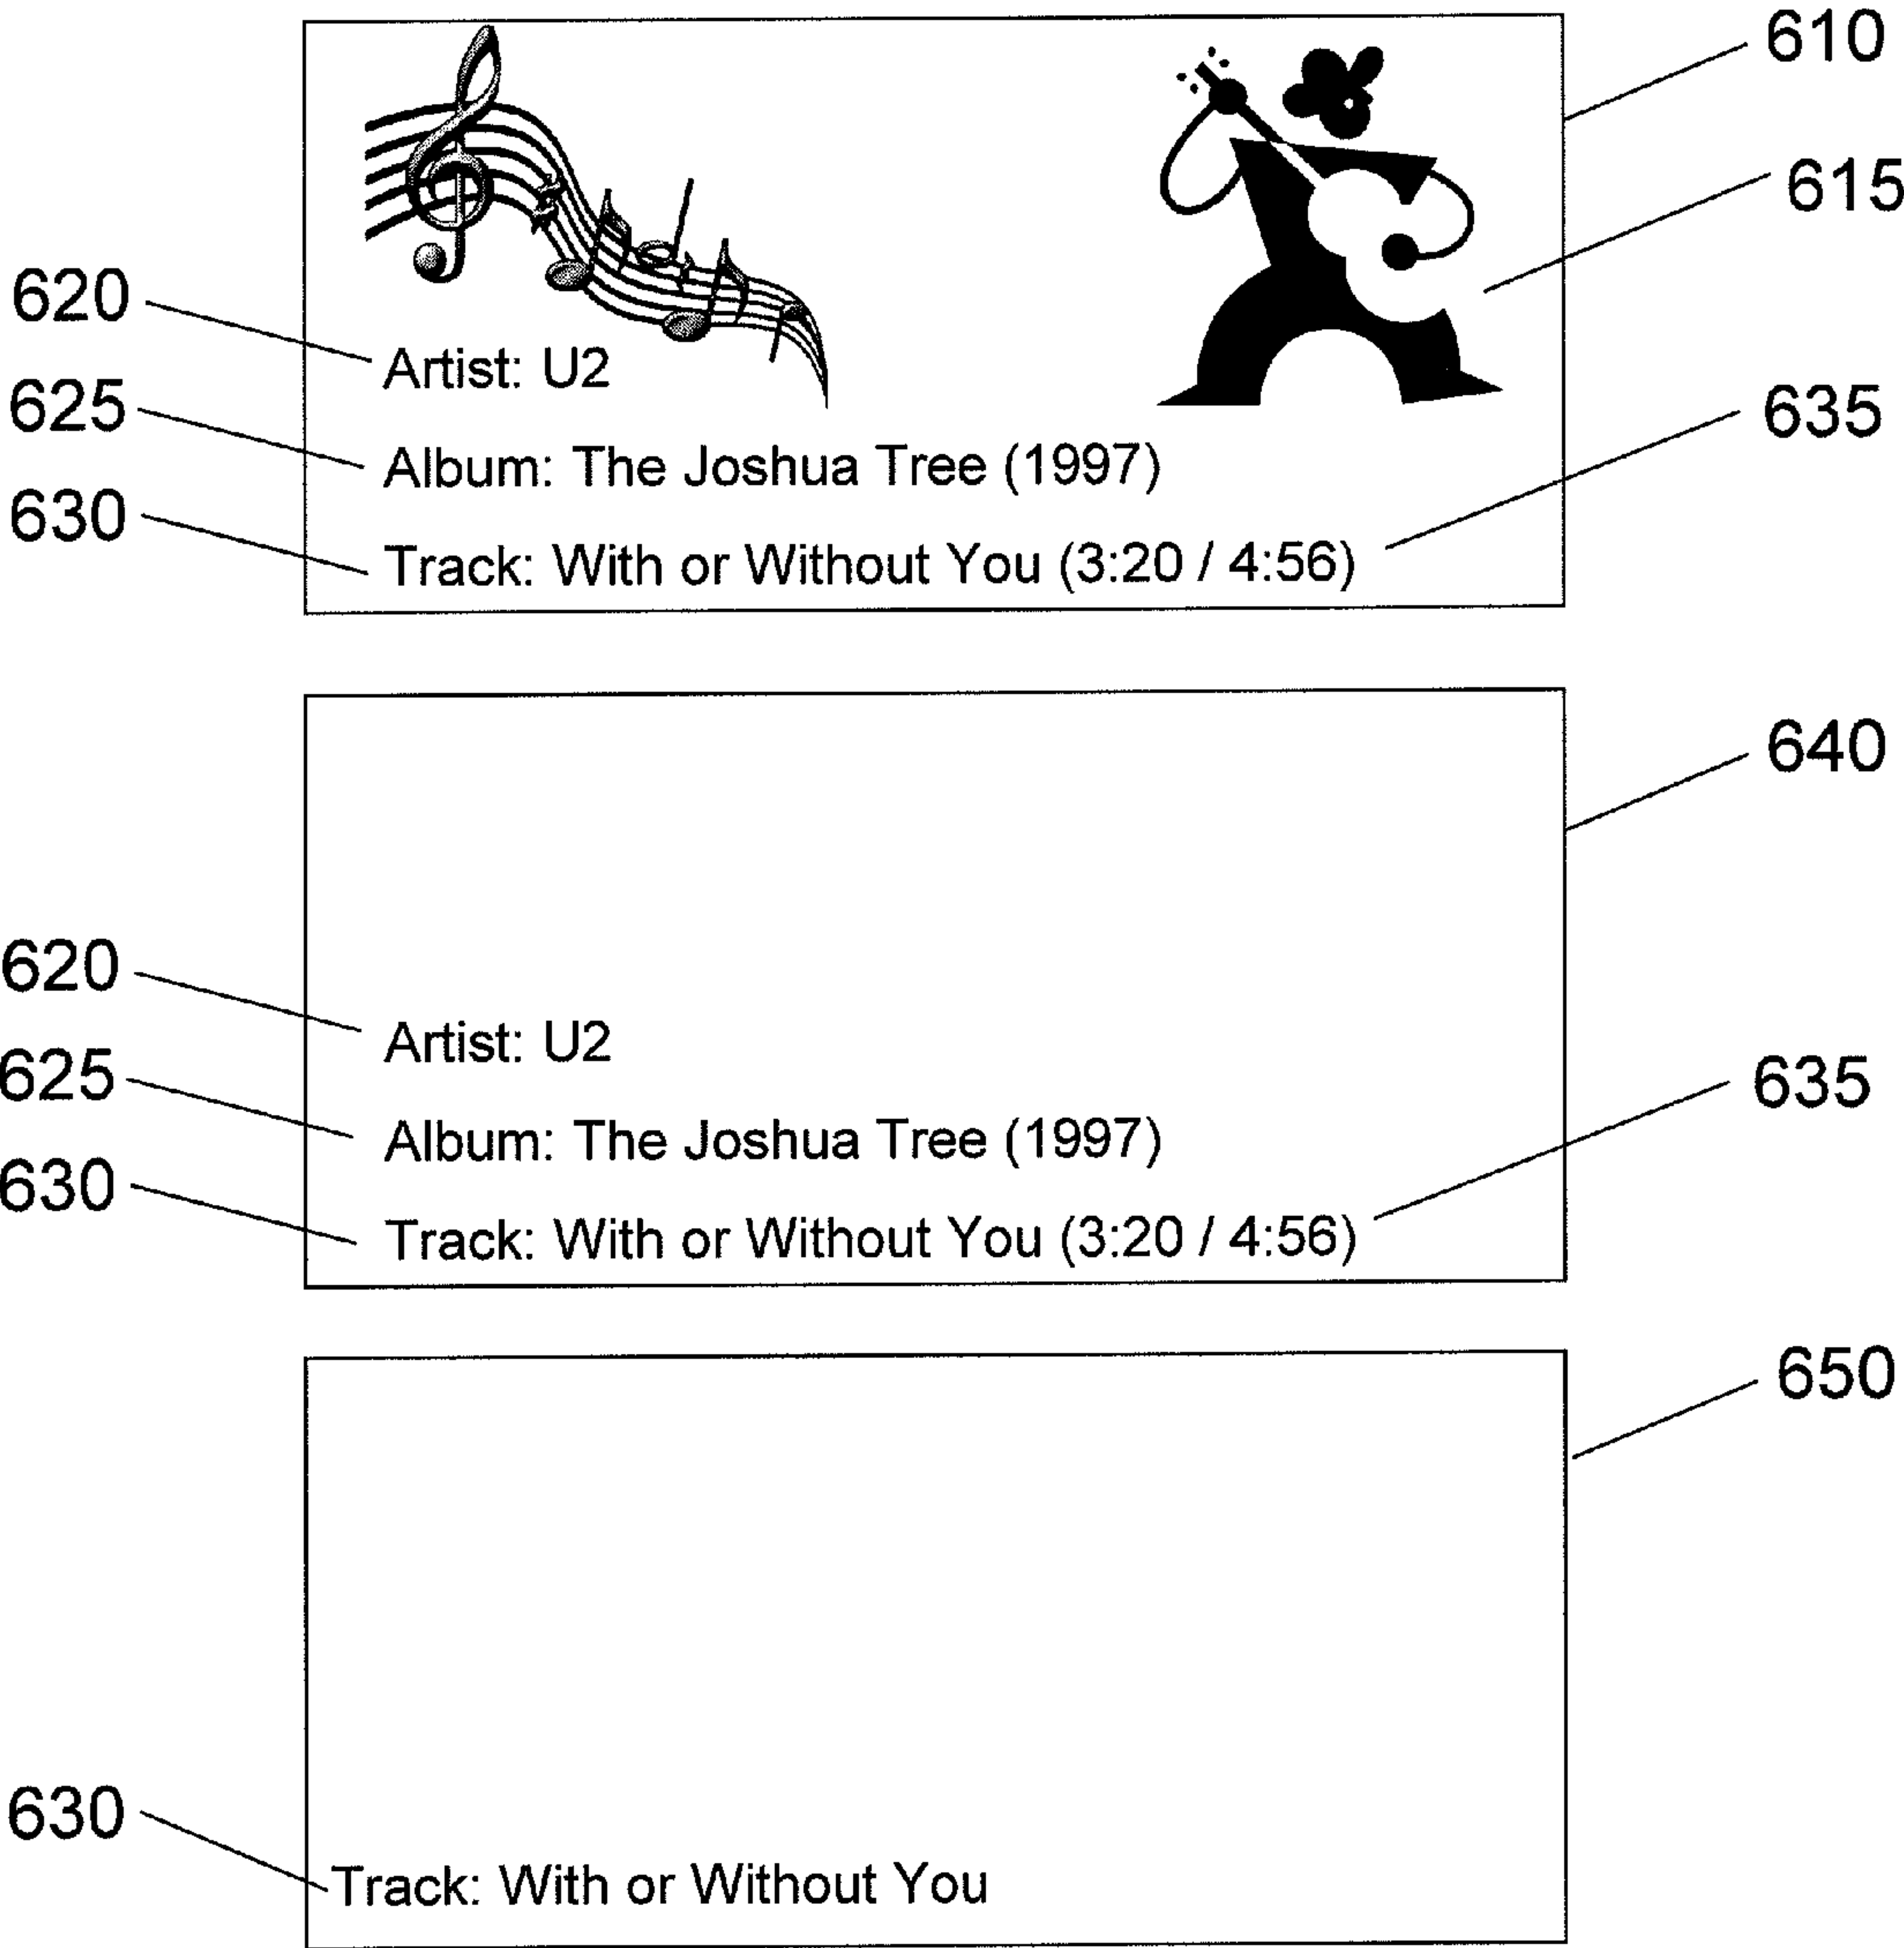 610
615
620
Artist: U2
625
635
Album: The Joshua Tree (1997)
630
Track: With or Without You (3:20 / 4:56)
640
620
Artist: U2
625
635
Album: The Joshua Tree (1997)
630
Track: With or Without You (3:20 / 4:56)
650
630
Track: With or Without You